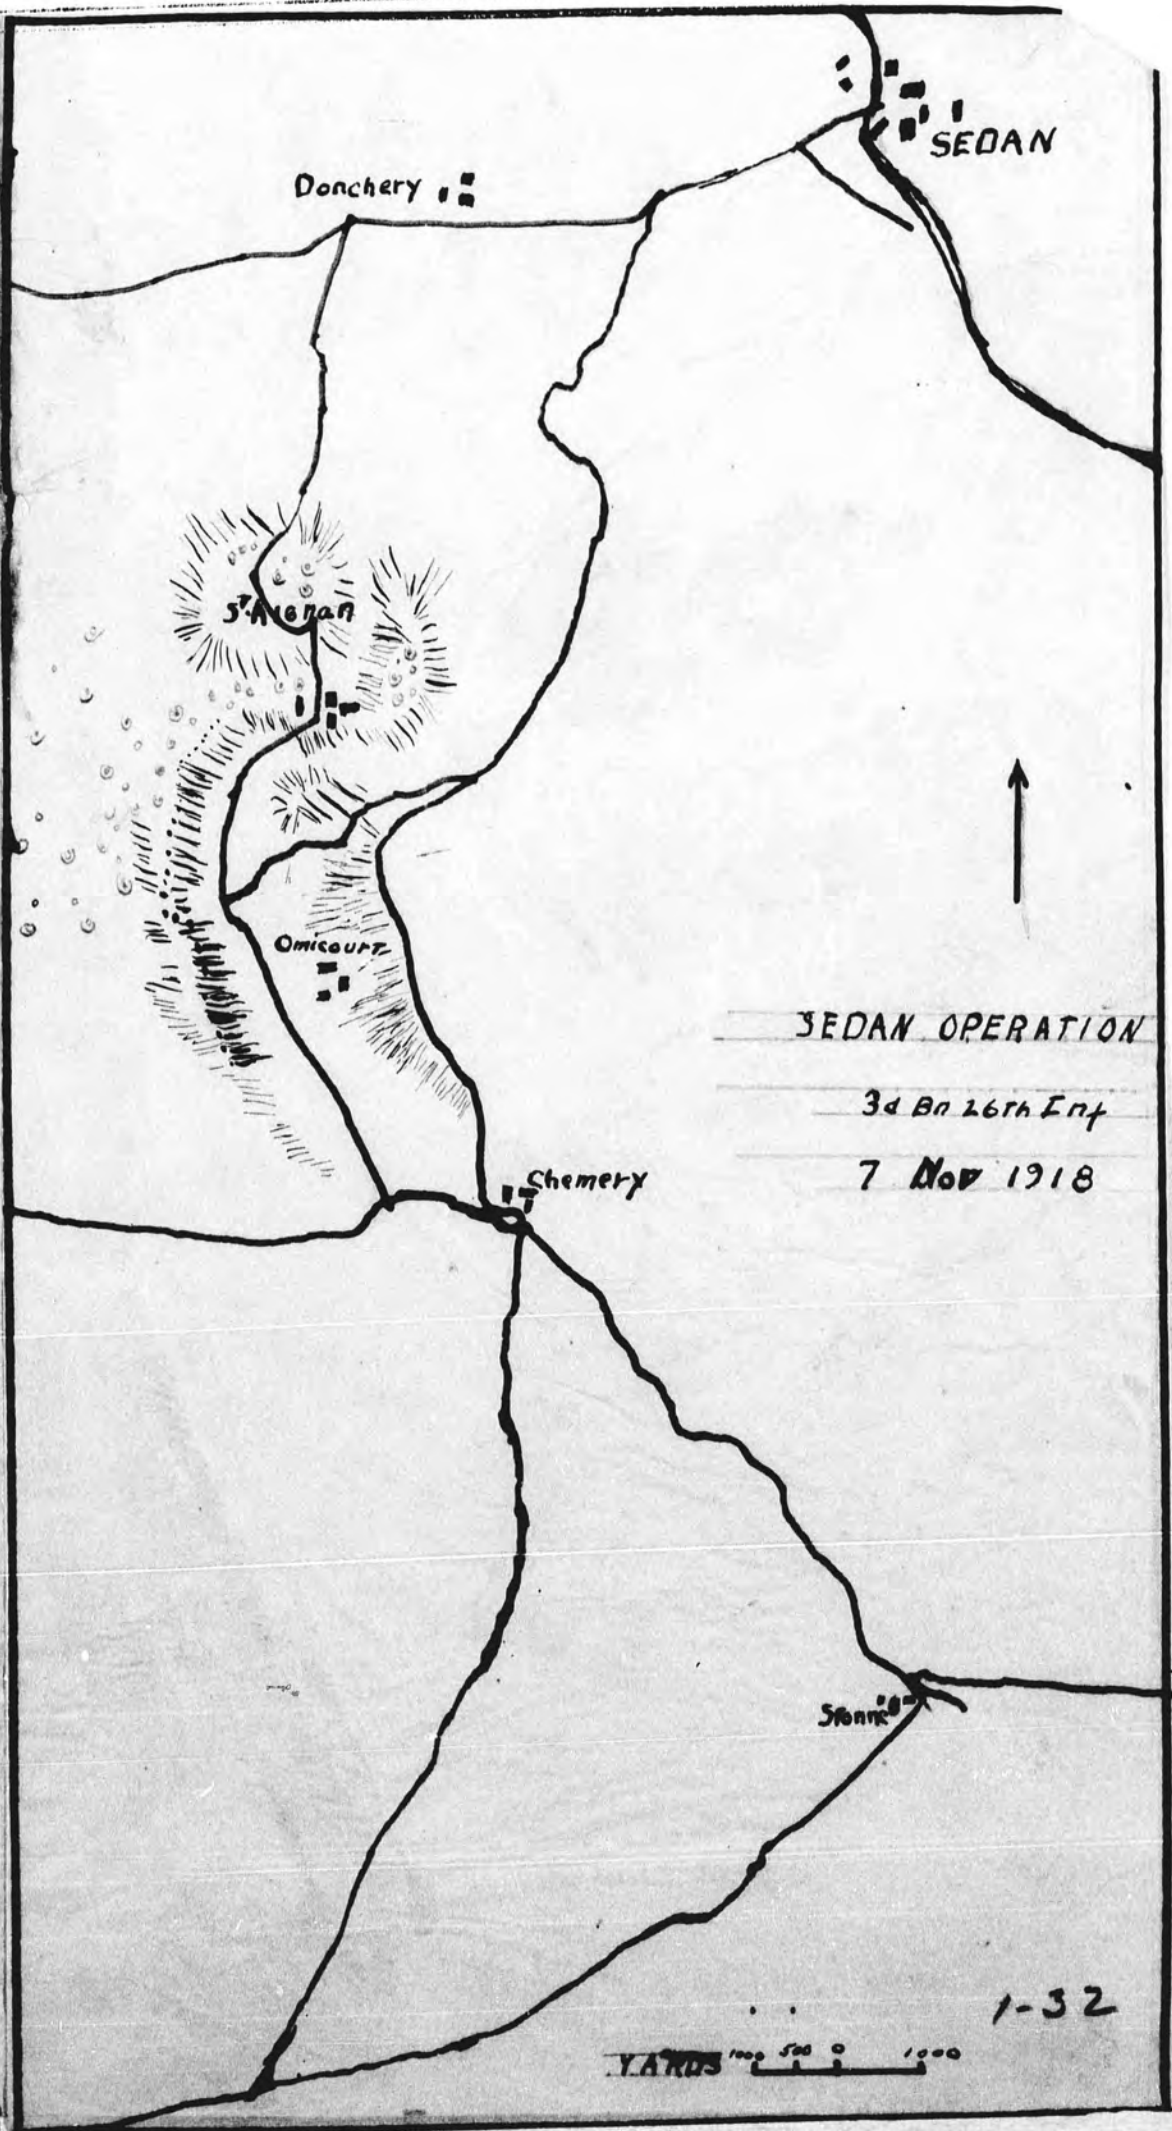 SEDAN
Donchery
St. Aignan
Omicourt
SEDAN OPERATION
3d Bn 26th Inf
7 Nov 1918
Chemery
Stonne
1-32
YARDS 1000 500 0 1000